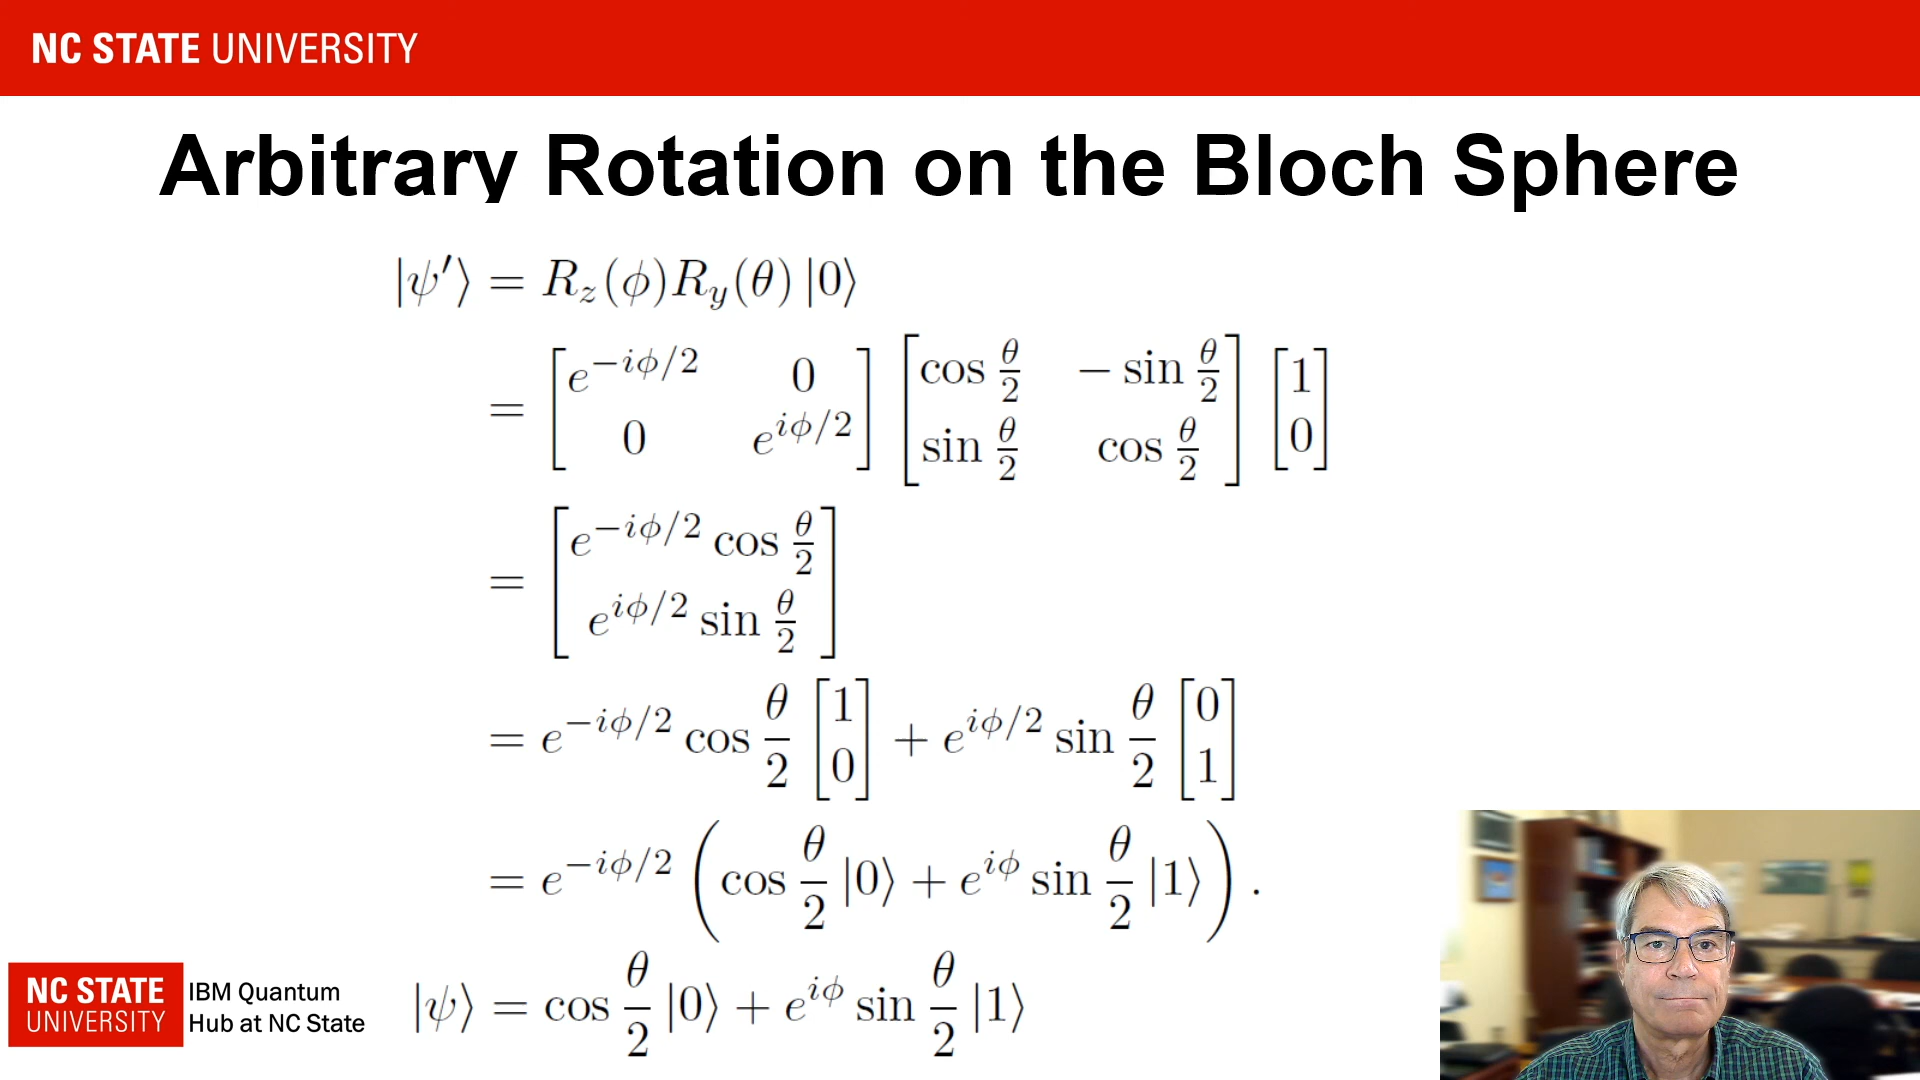 NC STATE UNIVERSITY
Arbitrary Rotation on the Bloch Sphere
|ψ′⟩ = R_z(ϕ)R_y(θ) |0⟩
= [e^{−iϕ/2} 0; 0 e^{iϕ/2}] [cos θ/2 −sin θ/2; sin θ/2 cos θ/2] [1; 0]
= [e^{−iϕ/2} cos θ/2; e^{iϕ/2} sin θ/2]
= e^{−iϕ/2} cos θ/2 [1; 0] + e^{iϕ/2} sin θ/2 [0; 1]
= e^{−iϕ/2} (cos θ/2 |0⟩ + e^{iϕ} sin θ/2 |1⟩).
|ψ⟩ = cos θ/2 |0⟩ + e^{iϕ} sin θ/2 |1⟩
NC STATE
UNIVERSITY
IBM Quantum
Hub at NC State